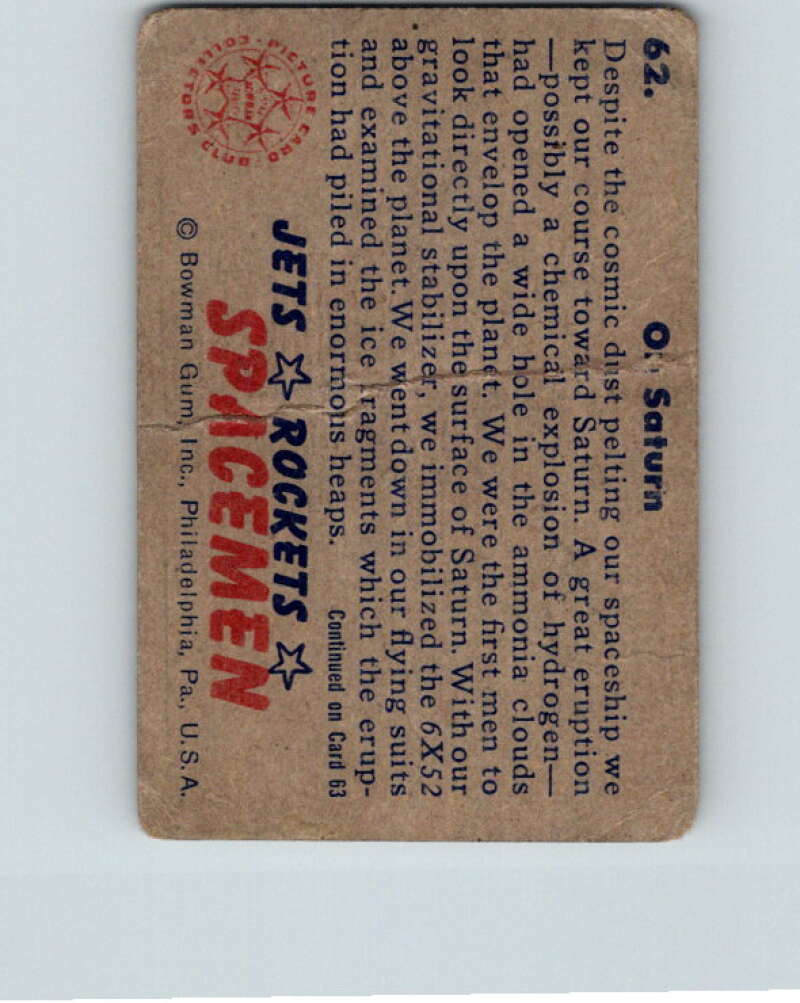 62.
On Saturn
Despite the cosmic dust pelting our spaceship we
kept our course toward Saturn. A great eruption
—possibly a chemical explosion of hydrogen—
had opened a wide hole in the ammonia clouds
that envelop the planet. We were the first men to
look directly upon the surface of Saturn. With our
gravitational stabilizer, we immobilized the 6X52
above the planet. We went down in our flying suits
and examined the ice fragments which the erup-
tion had piled in enormous heaps.
Continued on Card 63
JETS ☆ ROCKETS ☆
SPACEMEN
© Bowman Gum, Inc., Philadelphia, Pa., U.S.A.
PICTURE CARD COLLECTORS CLUB
BOWMAN